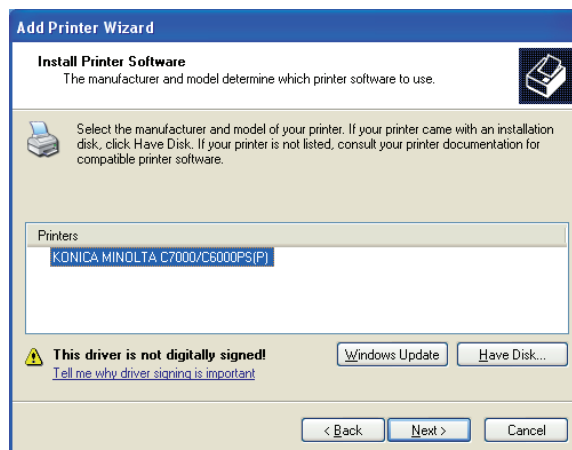 Add Printer Wizard
Install Printer Software
The manufacturer and model determine which printer software to use.
Select the manufacturer and model of your printer. If your printer came with an installation
disk, click Have Disk. If your printer is not listed, consult your printer documentation for
compatible printer software.
Printers
KONICA MINOLTA C7000/C6000PS(P)
This driver is not digitally signed!
Tell me why driver signing is important
Windows Update
Have Disk...
< Back
Next >
Cancel